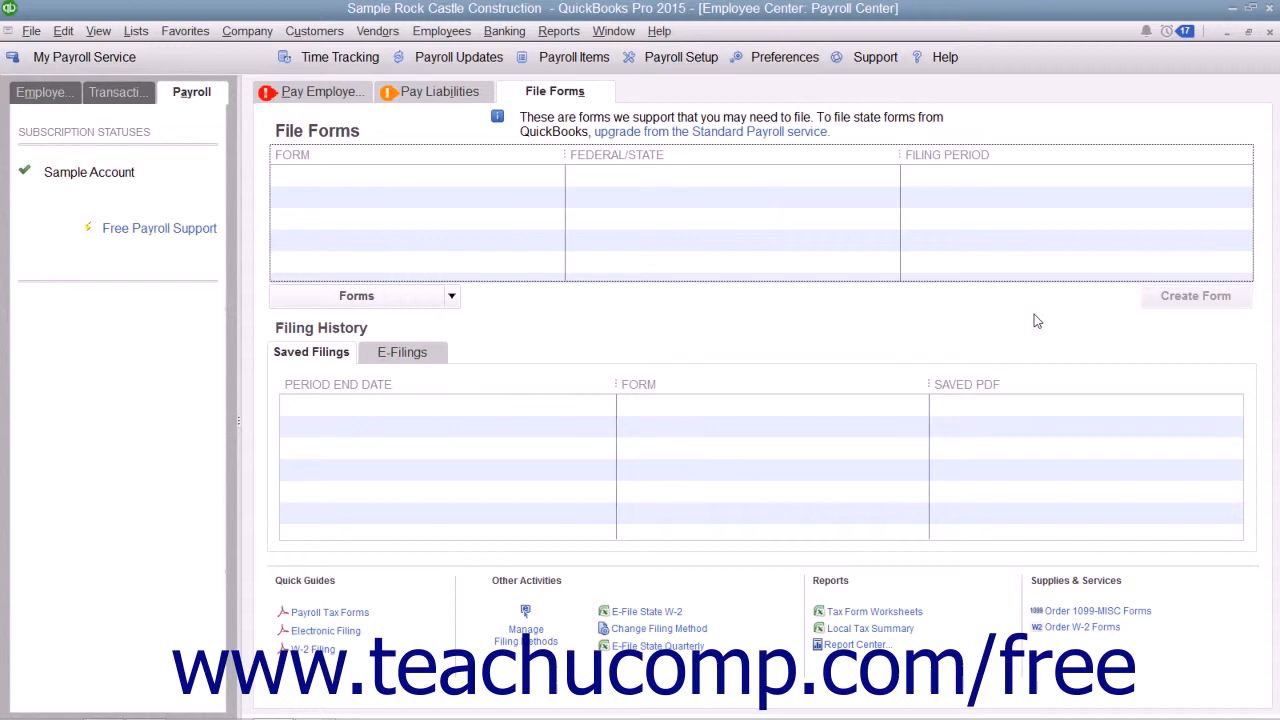 Sample Rock Castle Construction - QuickBooks Pro 2015 - [Employee Center: Payroll Center]
File Edit View Lists Favorites Company Customers Vendors Employees Banking Reports Window Help 17
My Payroll Service Time Tracking Payroll Updates Payroll Items Payroll Setup Preferences Support Help
Employe... Transacti... Payroll
Pay Employe... Pay Liabilities File Forms
SUBSCRIPTION STATUSES
Sample Account
Free Payroll Support
File Forms
These are forms we support that you may need to file. To file state forms from
QuickBooks, upgrade from the Standard Payroll service.
FORM FEDERAL/STATE FILING PERIOD
Forms Create Form
Filing History
Saved Filings E-Filings
PERIOD END DATE FORM SAVED PDF
Quick Guides Other Activities Reports Supplies & Services
Payroll Tax Forms E-File State W-2 Tax Form Worksheets Order 1099-MISC Forms
Electronic Filing Manage Change Filing Method Local Tax Summary Order W-2 Forms
W-2 Filing Filing Methods E-File State Quarterly Report Center...
www.teachucomp.com/free